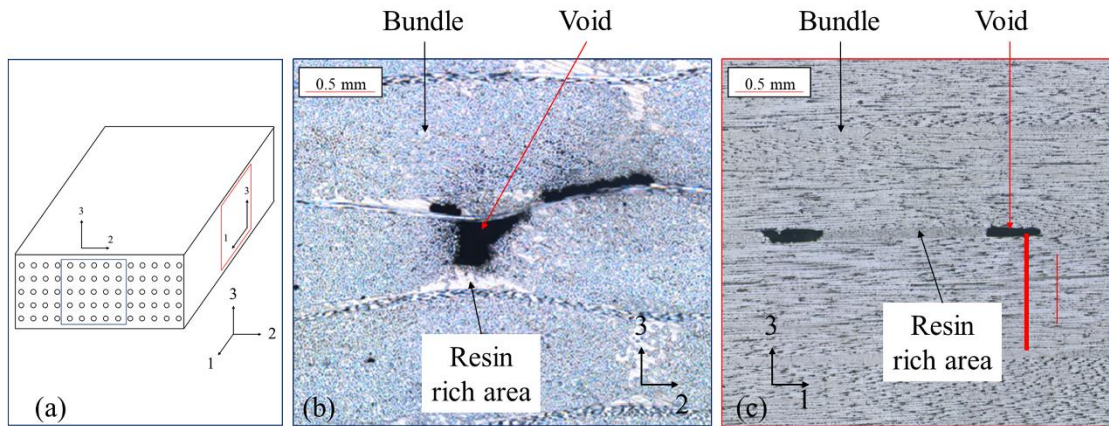 Bundle
Void
Bundle
Void
0.5 mm
0.5 mm
3
2
3
1
3
2
1
Resin
rich area
3
2
Resin
rich area
3
1
(a)
(b)
(c)